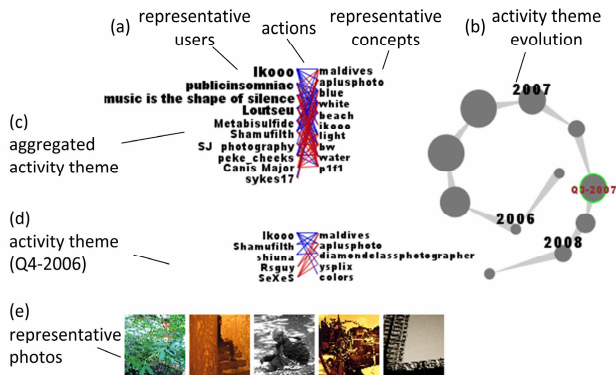 (a)
representative
users
actions
representative
concepts
(b)
activity theme
evolution
Ikooo
publicinsomniac
music is the shape of silence
Loutseu
Metabisulfide
Shamufilth
SJ photography
peke_cheeks
Canis Major
sykes17
maldives
aplusphoto
blue
white
beach
ikooo
light
bw
water
p1f1
2007
Q3-2007
2006
2008
(c)
aggregated
activity theme
(d)
activity theme
(Q4-2006)
Ikooo
Shamufilth
shiuna
Rsguy
SeXeS
maldives
aplusphoto
diamondclassphotographer
ysplix
colors
(e)
representative
photos